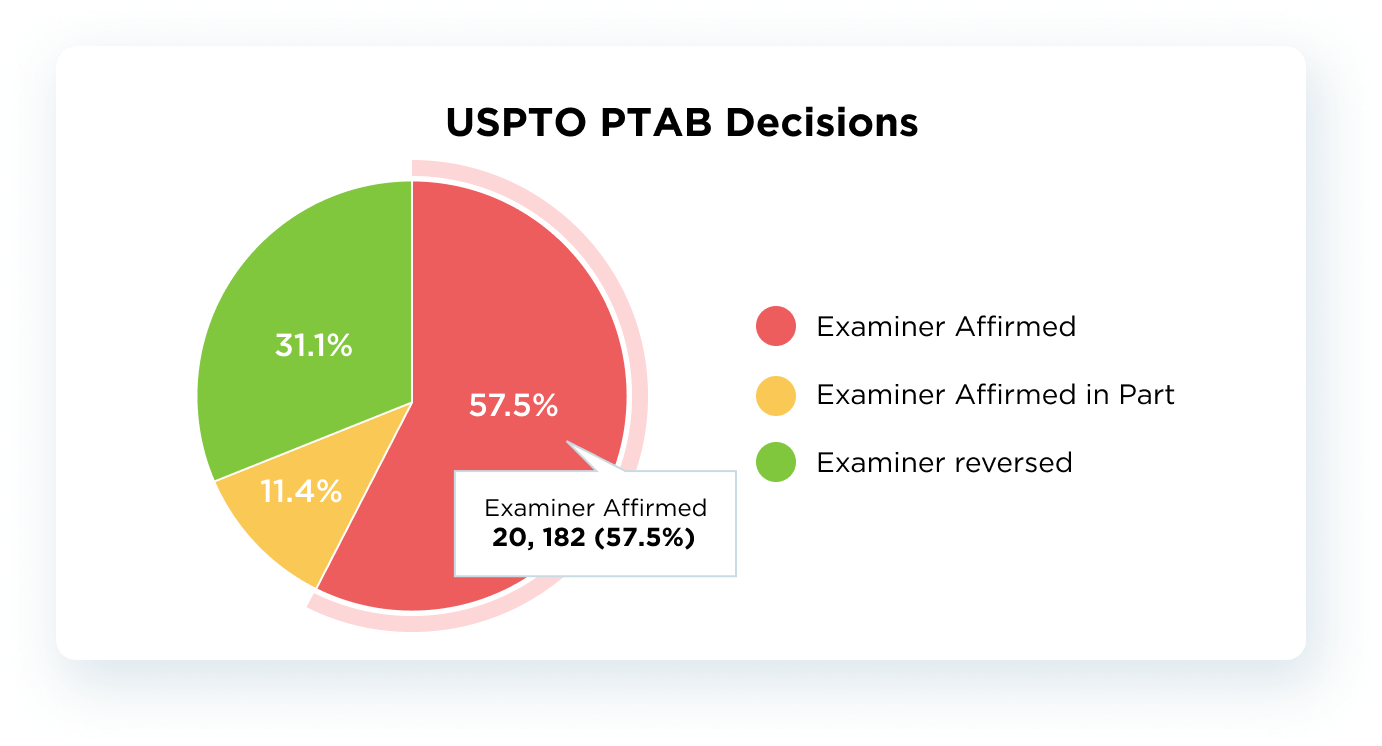 USPTO PTAB Decisions
31.1%
57.5%
11.4%
Examiner Affirmed
20, 182 (57.5%)
Examiner Affirmed
Examiner Affirmed in Part
Examiner reversed